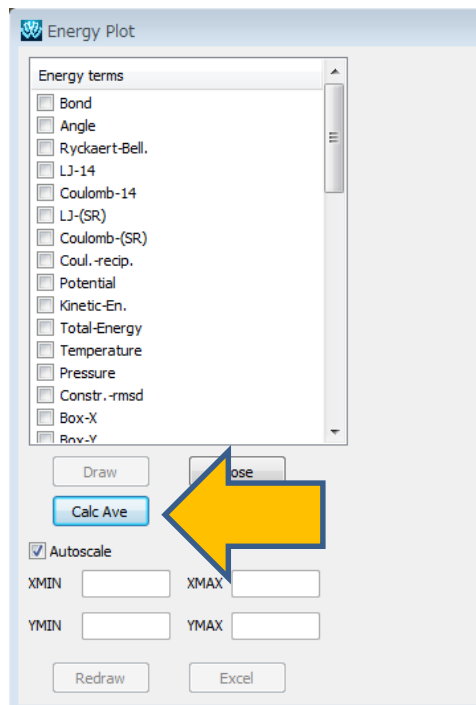 Energy Plot
Energy terms
Bond
Angle
Ryckaert-Bell.
LJ-14
Coulomb-14
LJ-(SR)
Coulomb-(SR)
Coul.-recip.
Potential
Kinetic-En.
Total-Energy
Temperature
Pressure
Constr.-rmsd
Box-X
Box-Y
Draw
Calc Ave
Autoscale
XMIN XMAX
YMIN YMAX
Redraw Excel